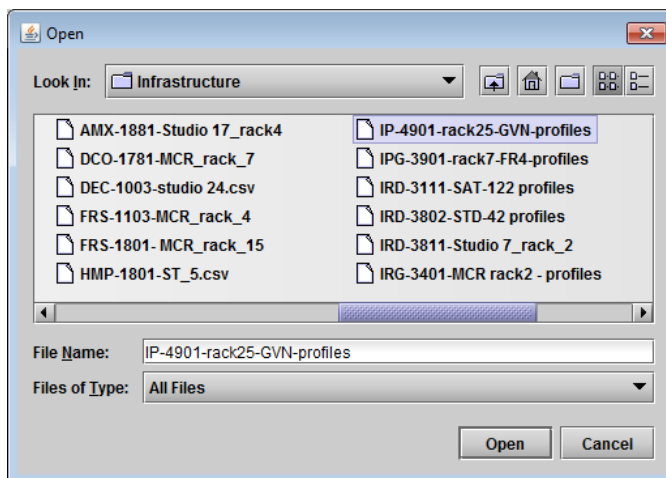 Open
Look In: Infrastructure
AMX-1881-Studio 17_rack4
DCO-1781-MCR_rack_7
DEC-1003-studio 24.csv
FRS-1103-MCR_rack_4
FRS-1801- MCR_rack_15
HMP-1801-ST_5.csv
IP-4901-rack25-GVN-profiles
IPG-3901-rack7-FR4-profiles
IRD-3111-SAT-122 profiles
IRD-3802-STD-42 profiles
IRD-3811-Studio 7_rack_2
IRG-3401-MCR rack2 - profiles
File Name: IP-4901-rack25-GVN-profiles
Files of Type: All Files
Open Cancel